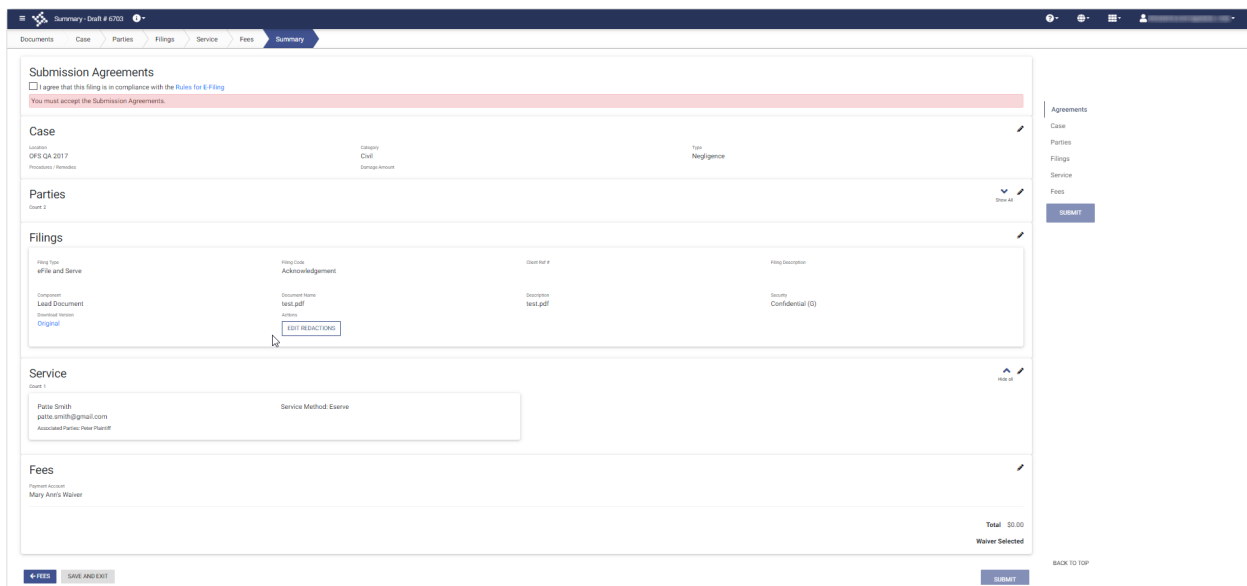 Summary - Draft # 6703
Documents Case Parties Filings Service Fees Summary
Submission Agreements
I agree that this filing is in compliance with the Rules for E-Filing
You must accept the Submission Agreements.
Agreements
Case
Parties
Filings
Service
Fees
SUBMIT
Case
Location Category Type
OFS QA 2017 Civil Negligence
Procedures / Remedies Damage Amount
Parties
Count: 2
Show All
Filings
Filing Type Filing Code Client Ref # Filing Description
eFile and Serve Acknowledgement
Component Document Name Description Security
Lead Document test.pdf test.pdf Confidential (G)
Download Version Actions
Original EDIT REDACTIONS
Service
Count: 1
Hide all
Patte Smith Service Method: Eserve
patte.smith@gmail.com
Associated Parties: Peter Plaintiff
Fees
Payment Account
Mary Ann's Waiver
Total $0.00
Waiver Selected
BACK TO TOP
FEES SAVE AND EXIT SUBMIT